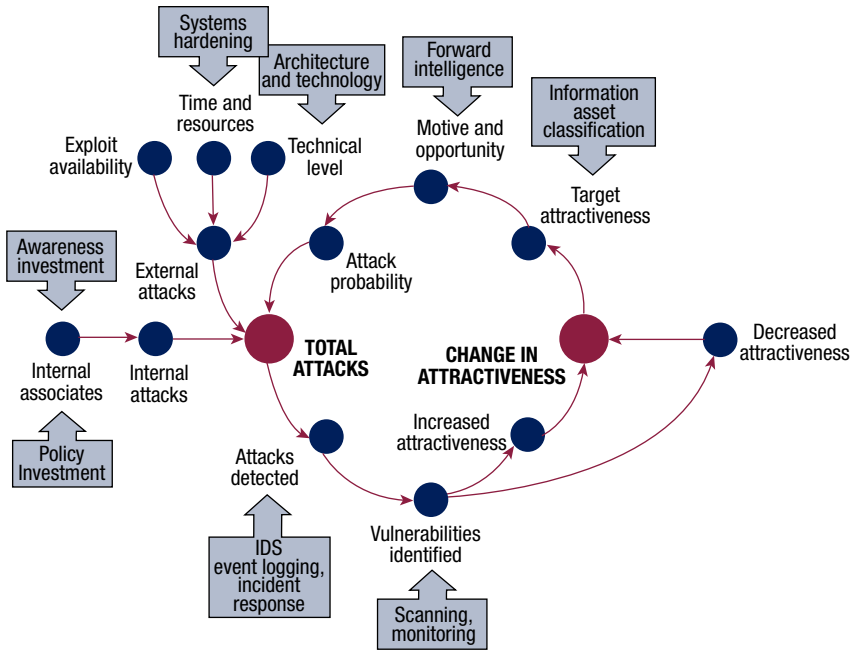 Systems
hardening
Architecture
and technology
Forward
intelligence
Information
asset
classification
Time and
resources
Exploit
availability
Technical
level
Motive and
opportunity
Target
attractiveness
Awareness
investment
External
attacks
Attack
probability
TOTAL
ATTACKS
CHANGE IN
ATTRACTIVENESS
Decreased
attractiveness
Internal
associates
Internal
attacks
Increased
attractiveness
Policy
Investment
Attacks
detected
Vulnerabilities
identified
IDS
event logging,
incident
response
Scanning,
monitoring